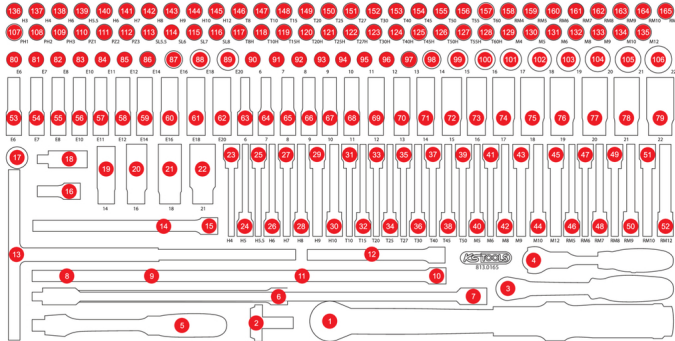 136 137 138 139 140 141 142 143 144 145 146 147 148 149 150 151 152 153 154 155 156 157 158 159 160 161 162 163 164 165
H3 H4 H5 H5.5 H6 H7 H8 H9 H10 H12 T8 T10 T15 T20 T25 T27 T30 T40 T45 T50 T55 T60 RM4 RM5 RM6 RM7 RM8 RM9 RM10 RM12
107 108 109 110 111 112 113 114 115 116 117 118 119 120 121 122 123 124 125 126 127 128 129 130 131 132 133 134 135
PH1 PH2 PH3 PZ1 PZ2 PZ3 SL5.5 SL6 SL7 SL8 T8H T10H T15H T20H T25H T27H T30H T40H T45H T50H T55H T60H M4 M5 M6 M8 M10 M12
80 81 82 83 84 85 86 87 88 89 90 91 92 93 94 95 96 97 98 99 100 101 102 103 104 105 106
E6 E7 E8 E10 E11 E12 E14 E16 E18 E20 6 7 8 9 10 11 12 13 14 15 16 17 18 19 20 21 22
53 54 55 56 57 58 59 60 61 62 63 64 65 66 67 68 69 70 71 72 73 74 75 76 77 78 79
E6 E7 E8 E10 E11 E12 E14 E16 E18 E20 6 7 8 9 10 11 12 13 14 15 16 17 18 19 20 21 22
17 18 19 20 21 22 23 25 27 29 31 33 35 37 39 41 43 45 47 49 51
16
14 16 18 21
14 15 24 26 28 30 32 34 36 38 40 42 44 46 48 50 52
H4 H5 H5.5 H6 H7 H8 H9 H10 T10 T15 T20 T25 T27 T30 T40 T45 T50 M5 M6 M8 M10 M12 RM5 RM6 RM7 RM8 RM9 RM10 RM12
13 12 KS TOOLS 4
813.0165
8 9 11 10
6 7 3
5 2 1